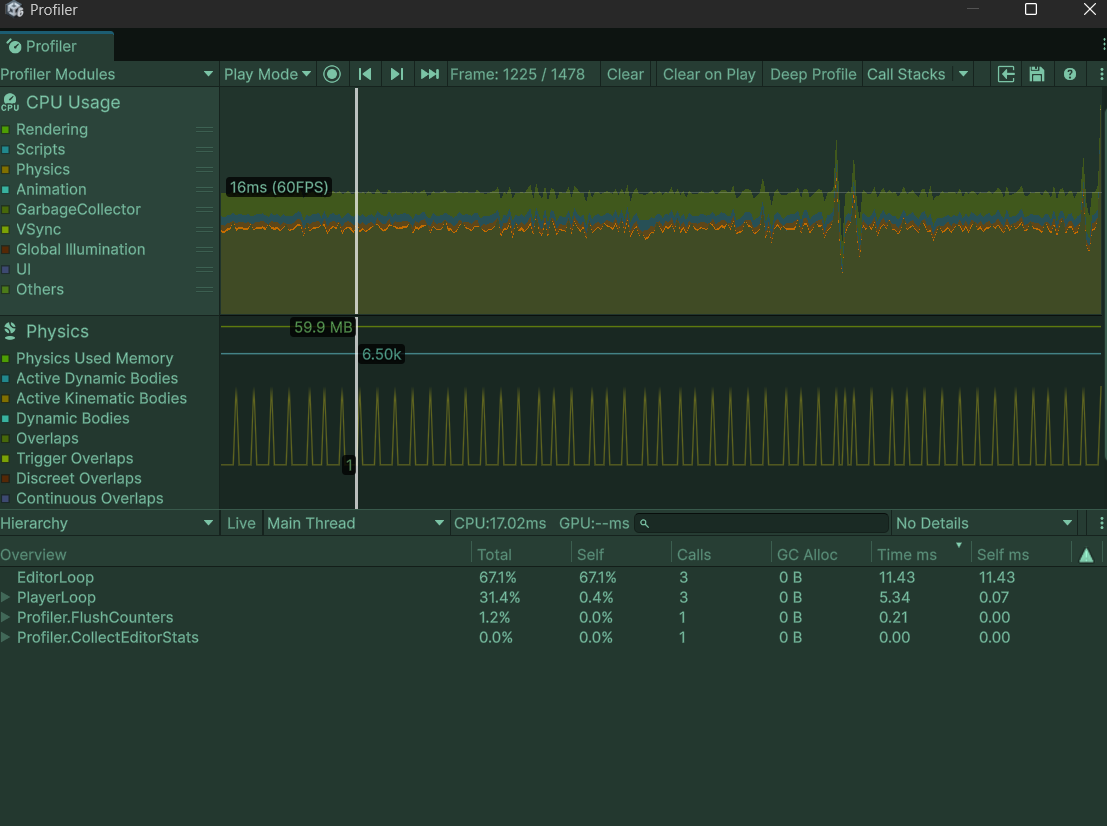 Profiler
Profiler
Profiler Modules
Play Mode
Frame: 1225 / 1478
Clear
Clear on Play
Deep Profile
Call Stacks
CPU
CPU Usage
Rendering
Scripts
Physics
Animation
GarbageCollector
VSync
Global Illumination
UI
Others
16ms (60FPS)
Physics
Physics Used Memory
Active Dynamic Bodies
Active Kinematic Bodies
Dynamic Bodies
Overlaps
Trigger Overlaps
Discreet Overlaps
Continuous Overlaps
59.9 MB
6.50k
1
Hierarchy
Live
Main Thread
CPU:17.02ms GPU:--ms
No Details
Overview Total Self Calls GC Alloc Time ms Self ms
EditorLoop 67.1% 67.1% 3 0 B 11.43 11.43
PlayerLoop 31.4% 0.4% 3 0 B 5.34 0.07
Profiler.FlushCounters 1.2% 0.0% 1 0 B 0.21 0.00
Profiler.CollectEditorStats 0.0% 0.0% 1 0 B 0.00 0.00